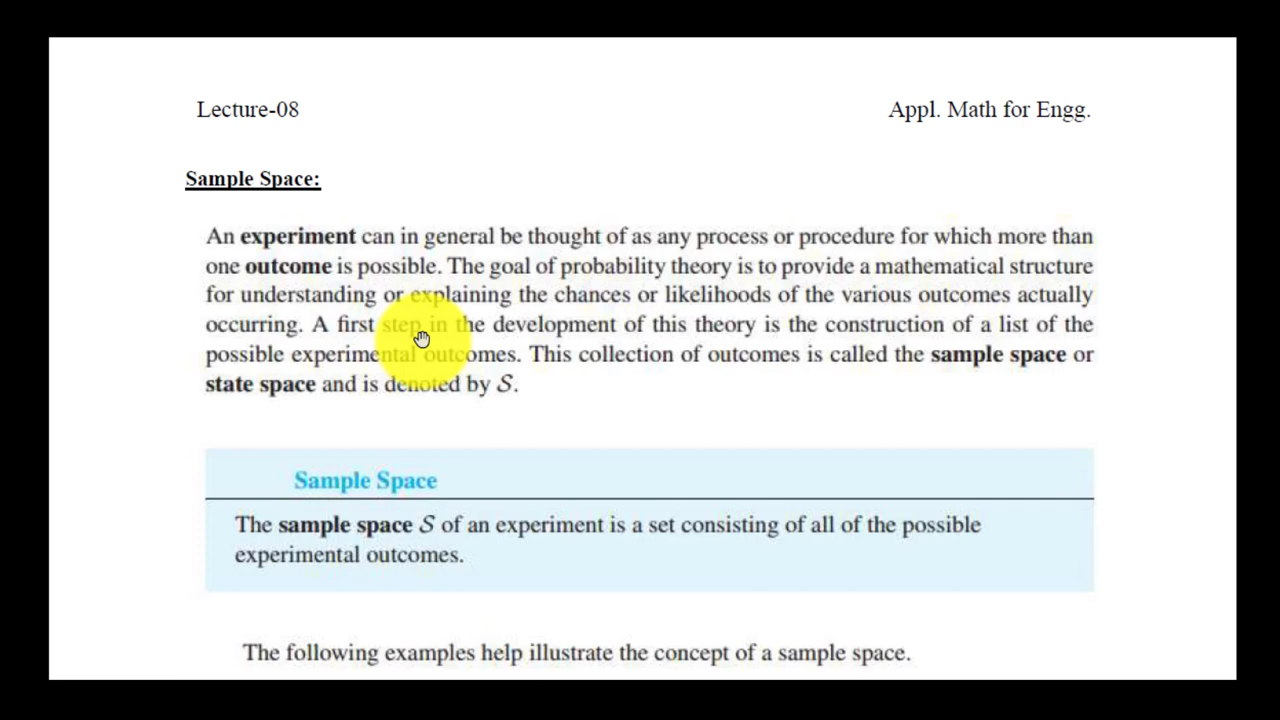 Lecture-08
Appl. Math for Engg.
Sample Space:
An experiment can in general be thought of as any process or procedure for which more than
one outcome is possible. The goal of probability theory is to provide a mathematical structure
for understanding or explaining the chances or likelihoods of the various outcomes actually
occurring. A first step in the development of this theory is the construction of a list of the
possible experimental outcomes. This collection of outcomes is called the sample space or
state space and is denoted by S.
Sample Space
The sample space S of an experiment is a set consisting of all of the possible
experimental outcomes.
The following examples help illustrate the concept of a sample space.